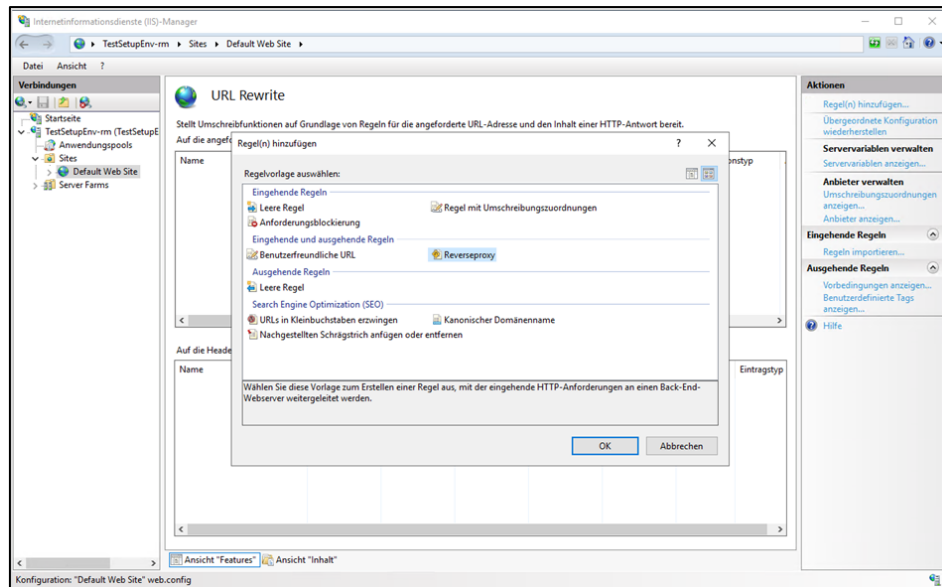 Internetinformationsdienste (IIS)-Manager
TestSetupEnv-rm Sites Default Web Site
Datei Ansicht ?
Verbindungen
Startseite
TestSetupEnv-rm (TestSetupE
Anwendungspools
Sites
Default Web Site
Server Farms
URL Rewrite
Stellt Umschreibfunktionen auf Grundlage von Regeln für die angeforderte URL-Adresse und den Inhalt einer HTTP-Antwort bereit.
Auf die angef
Name
onstyp
Regel(n) hinzufügen
? X
Regelvorlage auswählen:
Eingehende Regeln
Leere Regel
Regel mit Umschreibungszuordnungen
Anforderungsblockierung
Eingehende und ausgehende Regeln
Benutzerfreundliche URL
Reverseproxy
Ausgehende Regeln
Leere Regel
Search Engine Optimization (SEO)
URLs in Kleinbuchstaben erzwingen
Kanonischer Domänenname
Nachgestellten Schrägstrich anfügen oder entfernen
Wählen Sie diese Vorlage zum Erstellen einer Regel aus, mit der eingehende HTTP-Anforderungen an einen Back-End-
Webserver weitergeleitet werden.
OK
Abbrechen
Auf die Heade
Name
Eintragstyp
Ansicht "Features"
Ansicht "Inhalt"
Aktionen
Regel(n) hinzufügen...
Übergeordnete Konfiguration
wiederherstellen
Servervariablen verwalten
Servervariablen anzeigen...
Anbieter verwalten
Umschreibungszuordnungen
anzeigen...
Anbieter anzeigen...
Eingehende Regeln
Regeln importieren...
Ausgehende Regeln
Vorbedingungen anzeigen...
Benutzerdefinierte Tags
anzeigen...
Hilfe
Konfiguration: "Default Web Site" web.config